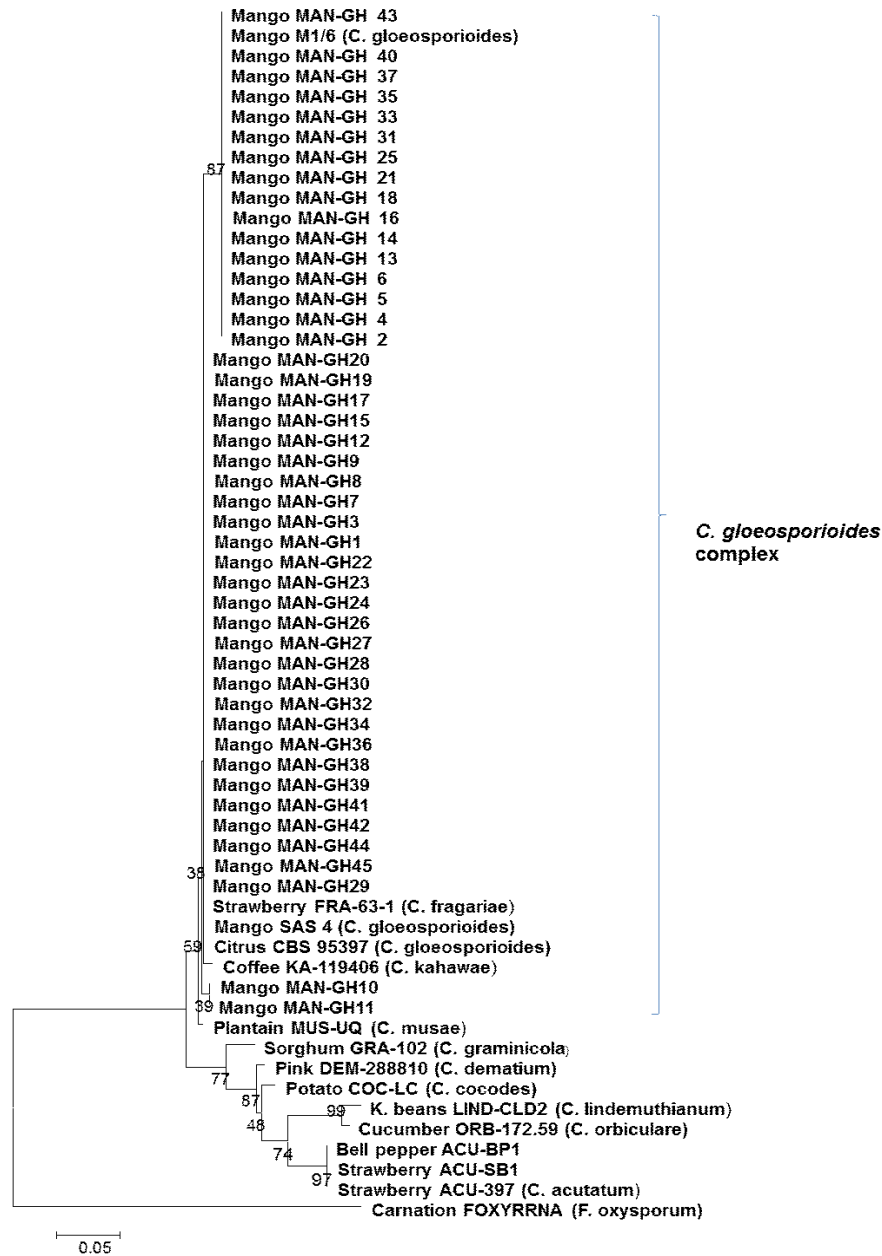 Mango MAN-GH 43
Mango M1/6 (C. gloeosporioides)
Mango MAN-GH 40
Mango MAN-GH 37
Mango MAN-GH 35
Mango MAN-GH 33
Mango MAN-GH 31
Mango MAN-GH 25
Mango MAN-GH 21
Mango MAN-GH 18
Mango MAN-GH 16
Mango MAN-GH 14
Mango MAN-GH 13
Mango MAN-GH 6
Mango MAN-GH 5
Mango MAN-GH 4
Mango MAN-GH 2
87
Mango MAN-GH20
Mango MAN-GH19
Mango MAN-GH17
Mango MAN-GH15
Mango MAN-GH12
Mango MAN-GH9
Mango MAN-GH8
Mango MAN-GH7
Mango MAN-GH3
Mango MAN-GH1
Mango MAN-GH22
Mango MAN-GH23
Mango MAN-GH24
Mango MAN-GH26
Mango MAN-GH27
Mango MAN-GH28
Mango MAN-GH30
Mango MAN-GH32
Mango MAN-GH34
Mango MAN-GH36
Mango MAN-GH38
Mango MAN-GH39
Mango MAN-GH41
Mango MAN-GH42
Mango MAN-GH44
Mango MAN-GH45
Mango MAN-GH29
38
Strawberry FRA-63-1 (C. fragariae)
Mango SAS 4 (C. gloeosporioides)
Citrus CBS 95397 (C. gloeosporioides)
59
Coffee KA-119406 (C. kahawae)
Mango MAN-GH10
Mango MAN-GH11
39
Plantain MUS-UQ (C. musae)
Sorghum GRA-102 (C. graminicola)
77
Pink DEM-288810 (C. dematium)
Potato COC-LC (C. cocodes)
87
K. beans LIND-CLD2 (C. lindemuthianum)
99
Cucumber ORB-172.59 (C. orbiculare)
48
Bell pepper ACU-BP1
74
Strawberry ACU-SB1
97
Strawberry ACU-397 (C. acutatum)
Carnation FOXYRRNA (F. oxysporum)
0.05
C. gloeosporioides
complex